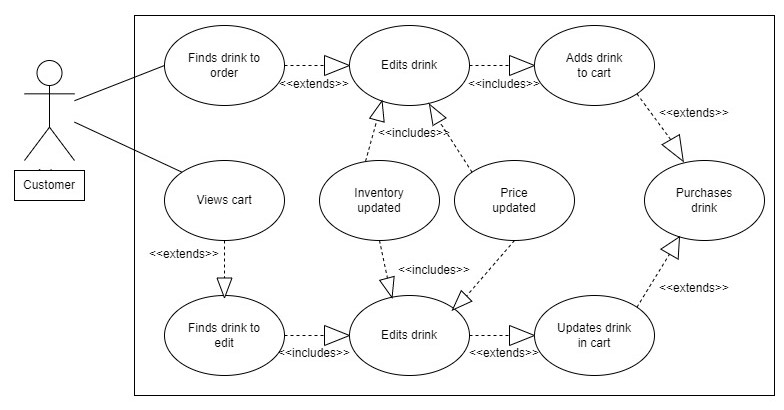 Finds drink to
order
<<extends>>
Edits drink
<<includes>>
Adds drink
to cart
<<extends>>
<<includes>>
Customer
Views cart
Inventory
updated
Price
updated
Purchases
drink
<<extends>>
<<includes>>
<<extends>>
Finds drink to
edit
<<includes>>
Edits drink
<<extends>>
Updates drink
in cart